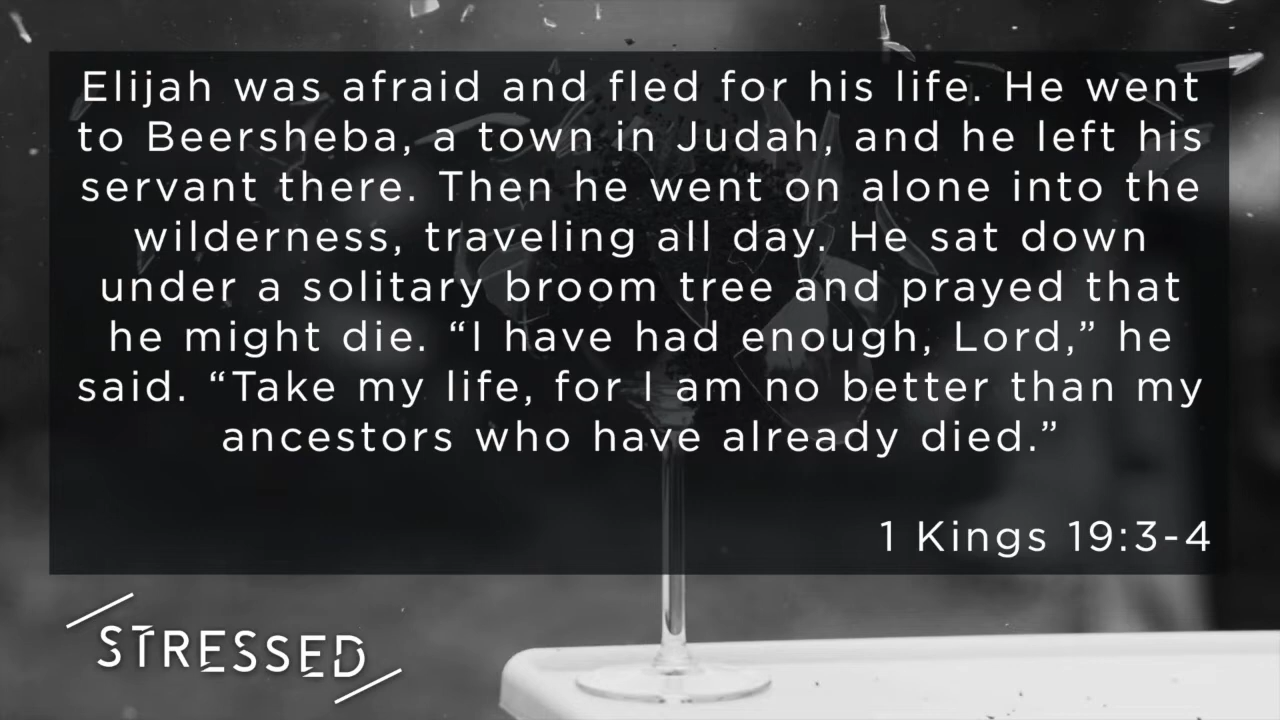 Elijah was afraid and fled for his life. He went
to Beersheba, a town in Judah, and he left his
servant there. Then he went on alone into the
wilderness, traveling all day. He sat down
under a solitary broom tree and prayed that
he might die. “I have had enough, Lord,” he
said. “Take my life, for I am no better than my
ancestors who have already died.”
1 Kings 19:3-4
STRESSED